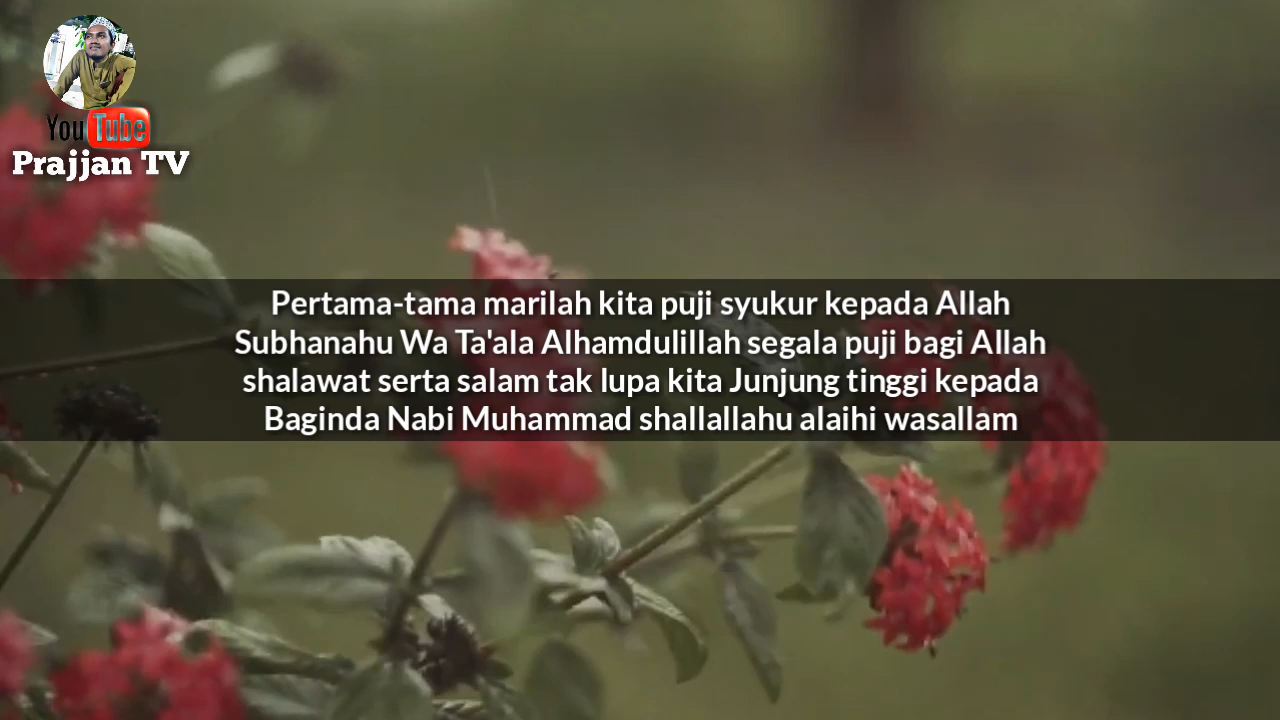 YouTube
Prajjan TV
Pertama-tama marilah kita puji syukur kepada Allah
Subhanahu Wa Ta'ala Alhamdulillah segala puji bagi Allah
shalawat serta salam tak lupa kita Junjung tinggi kepada
Baginda Nabi Muhammad shallallahu alaihi wasallam